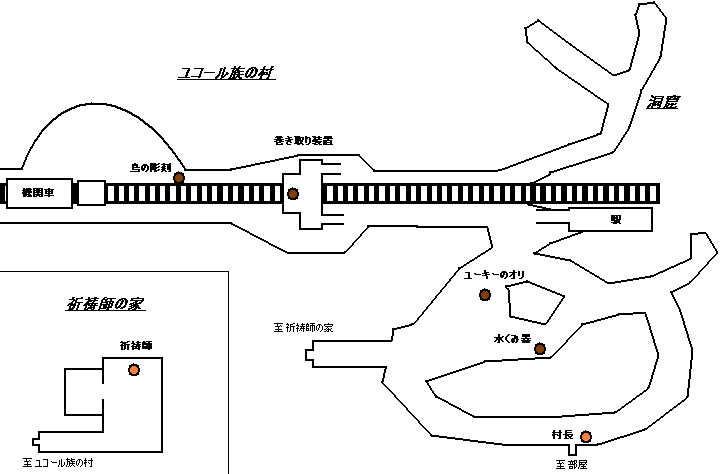 ユコール族の村
洞窟
巻き取り装置
鳥の彫刻
機関車
駅
ユーキーのオリ
祈祷師の家
至 祈祷師の家
水くみ器
祈祷師
村長
至 ユコール族の村
至 部屋